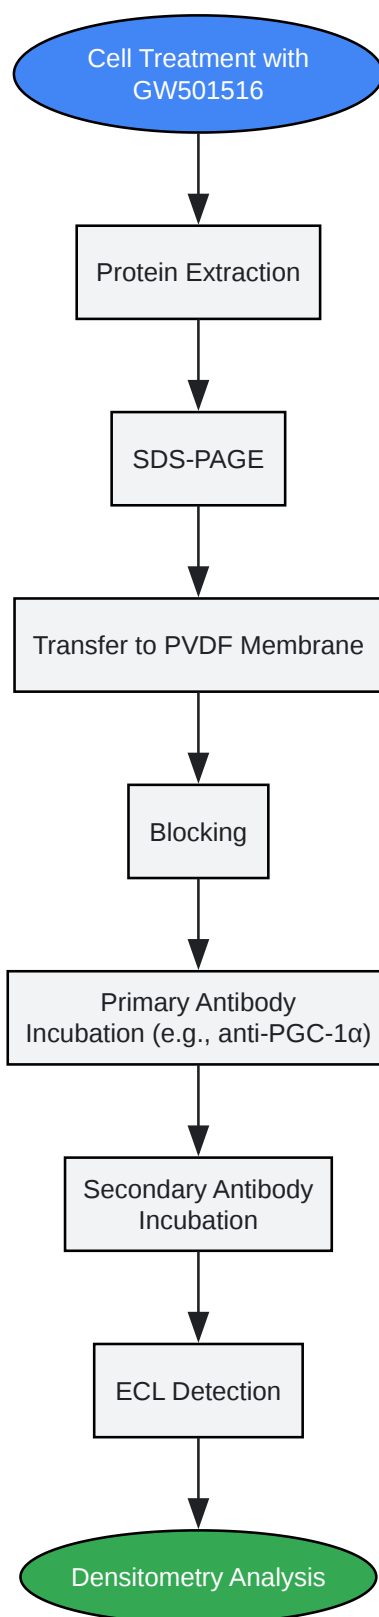 Cell Treatment with
GW501516
Protein Extraction
SDS-PAGE
Transfer to PVDF Membrane
Blocking
Primary Antibody
Incubation (e.g., anti-PGC-1α)
Secondary Antibody
Incubation
ECL Detection
Densitometry Analysis